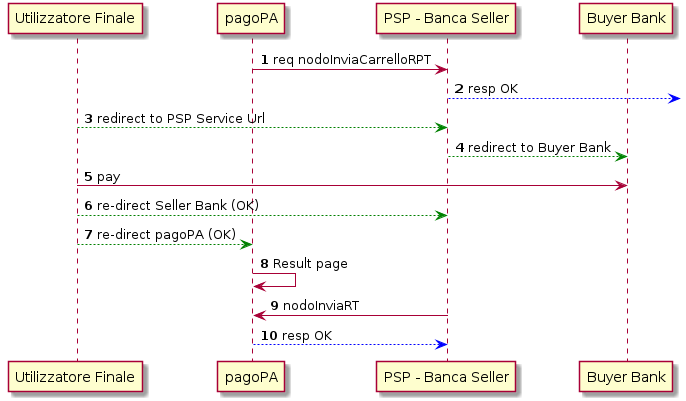 Utilizzatore Finale
pagoPA
PSP - Banca Seller
Buyer Bank
1 req nodoInviaCarrelloRPT
2 resp OK
3 redirect to PSP Service Url
4 redirect to Buyer Bank
5 pay
6 re-direct Seller Bank (OK)
7 re-direct pagoPA (OK)
8 Result page
9 nodoInviaRT
10 resp OK
Utilizzatore Finale
pagoPA
PSP - Banca Seller
Buyer Bank